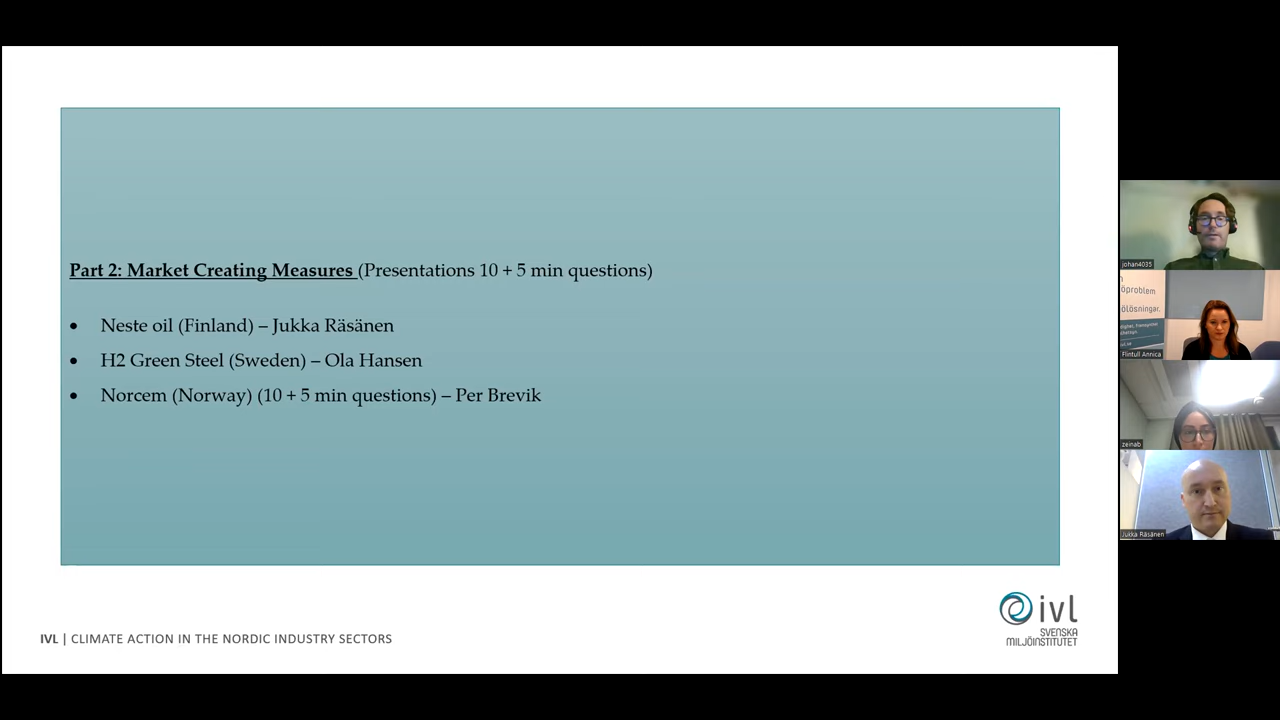 Part 2: Market Creating Measures (Presentations 10 + 5 min questions)
• Neste oil (Finland) – Jukka Räsänen
• H2 Green Steel (Sweden) – Ola Hansen
• Norcem (Norway) (10 + 5 min questions) – Per Brevik
IVL | CLIMATE ACTION IN THE NORDIC INDUSTRY SECTORS
ivl
SVENSKA
MILJÖINSTITUTET
johan4035
öproblem
ölösningar.
Flintull Annica
zeinab
Jukka Räsänen